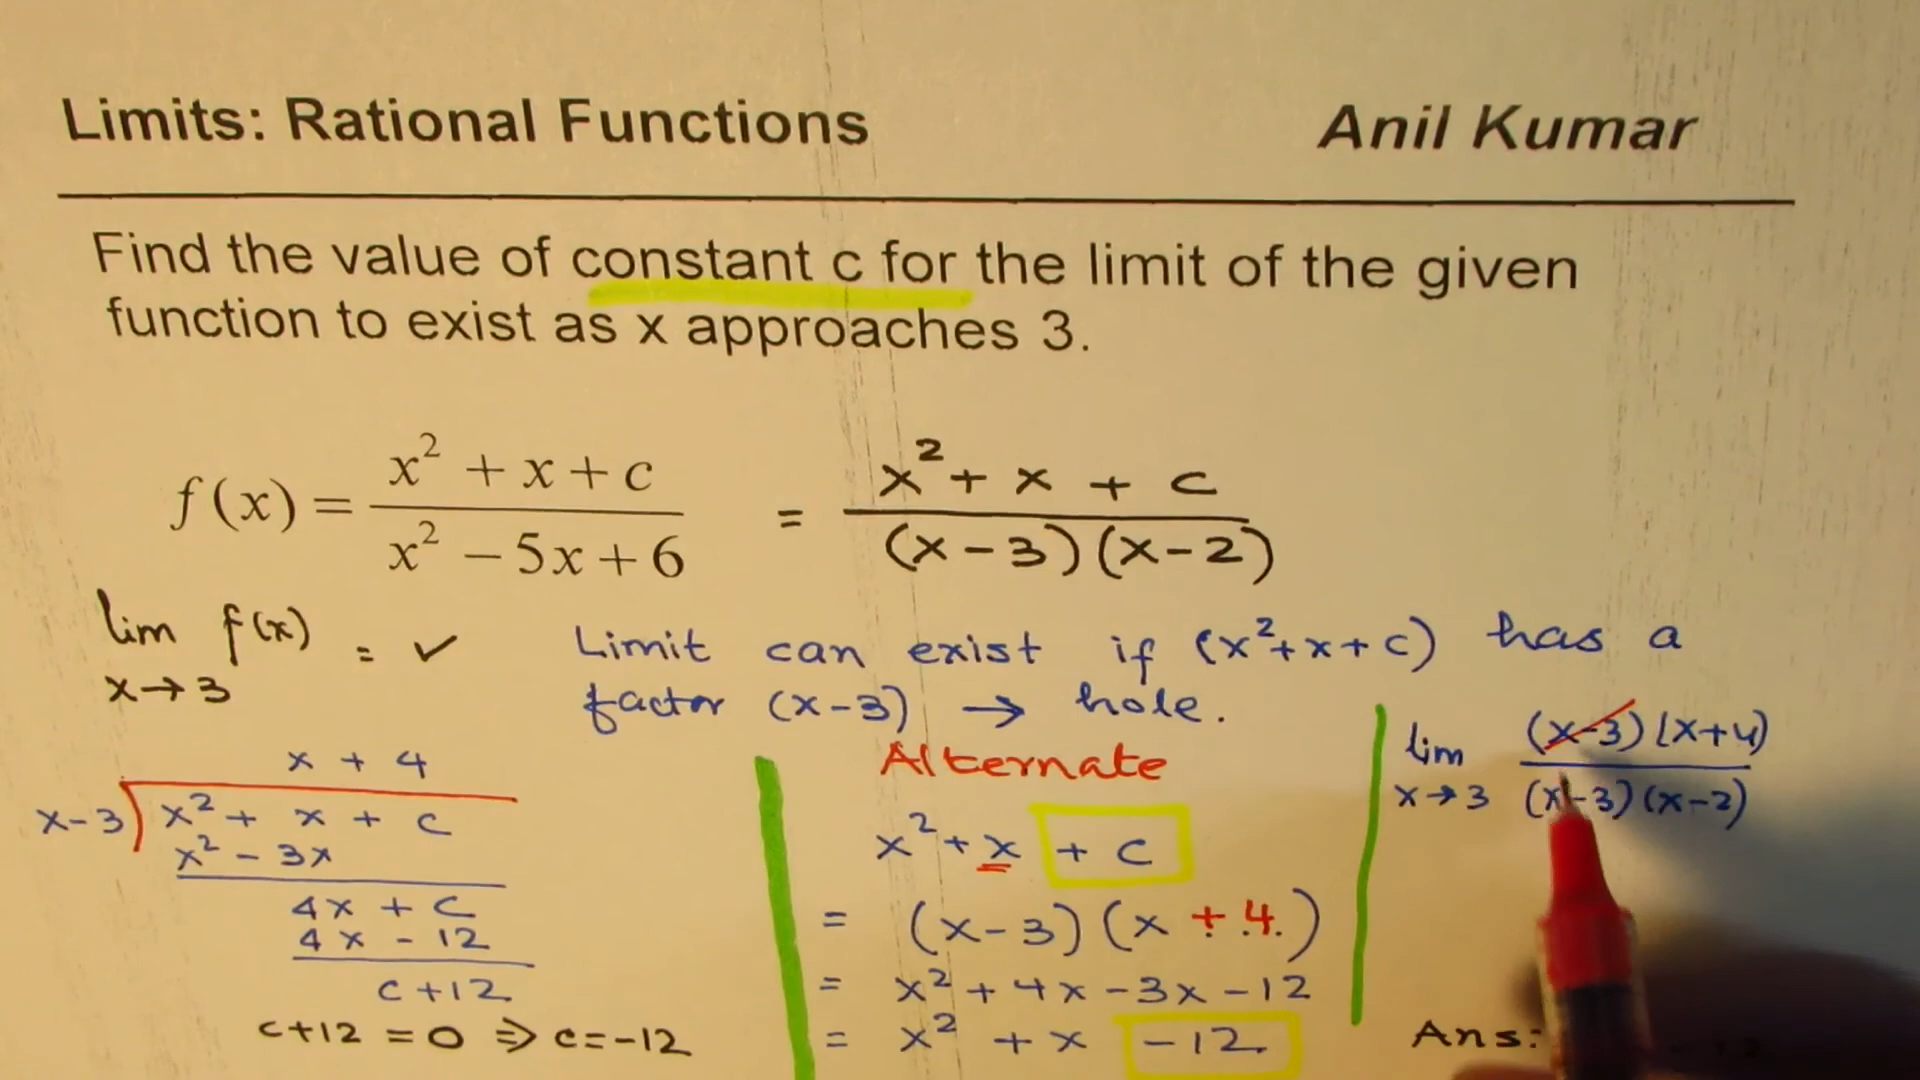 Limits: Rational Functions Anil Kumar
Find the value of constant c for the limit of the given
function to exist as x approaches 3.
f(x) = (x² + x + c)/(x² − 5x + 6) = (x² + x + c)/((x−3)(x−2))
lim x→3 f(x) = ✓
Limit can exist if (x²+x+c) has a
factor (x−3) → hole.
x + 4
x−3 ) x² + x + c
x² − 3x
4x + c
4x − 12
c + 12
c+12 = 0 ⇒ c = −12
Alternate
x² + x + c
= (x−3)(x + 4)
= x² + 4x − 3x − 12
= x² + x − 12
lim x→3 ((x−3)(x+4))/((x−3)(x−2))
Ans: